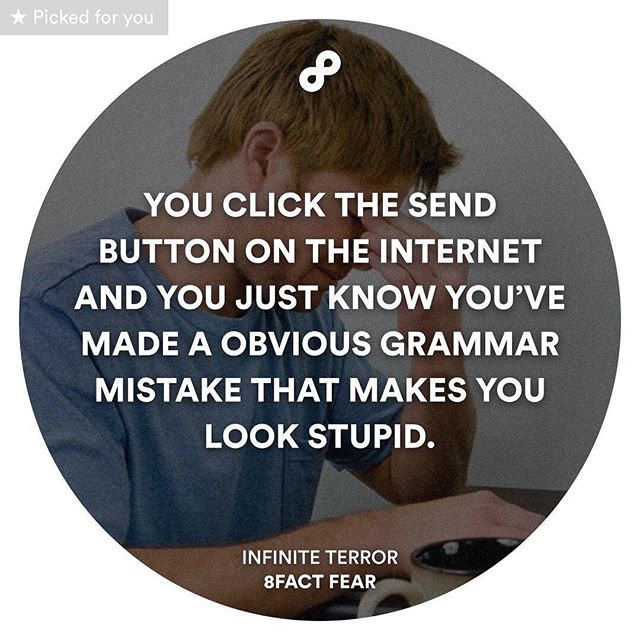 ★ Picked for you
YOU CLICK THE SEND
BUTTON ON THE INTERNET
AND YOU JUST KNOW YOU'VE
MADE A OBVIOUS GRAMMAR
MISTAKE THAT MAKES YOU
LOOK STUPID.
INFINITE TERROR
8FACT FEAR